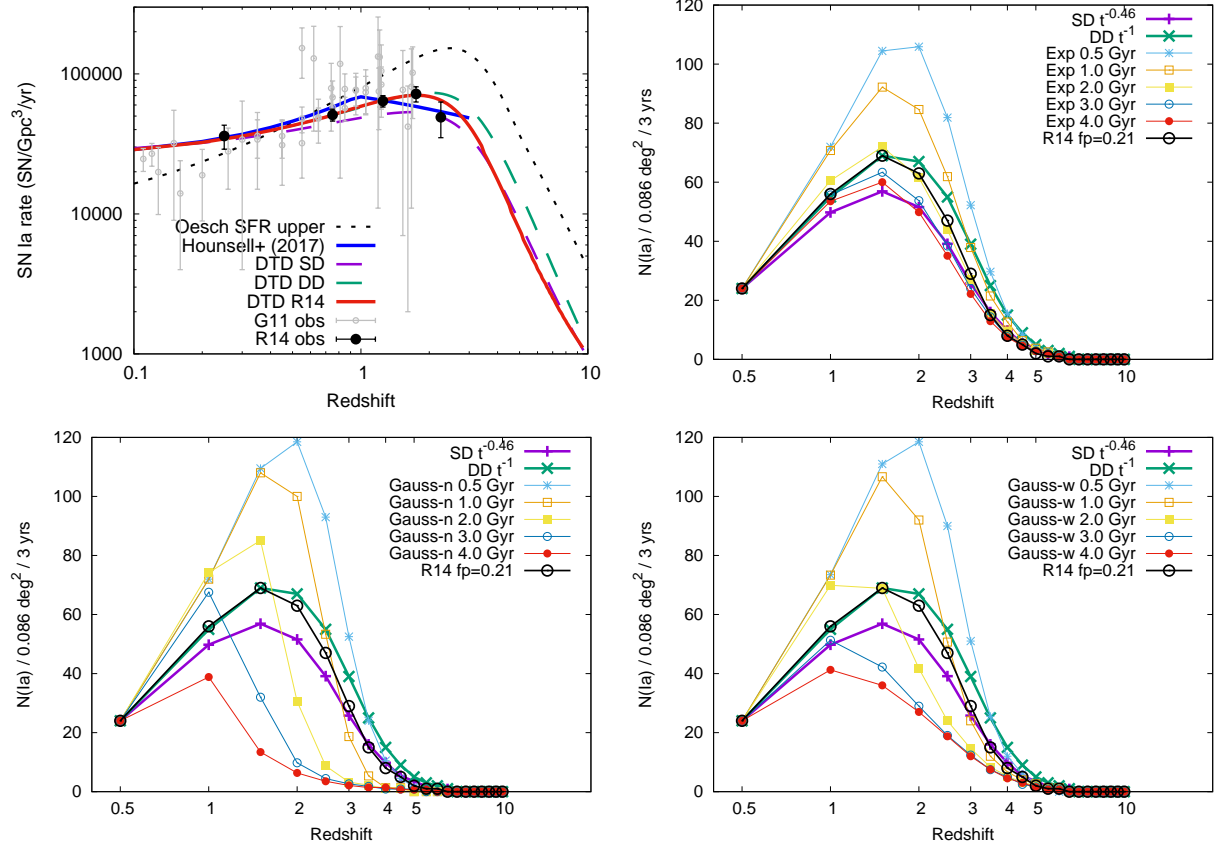 100000
10000
1000
0.1
1
10
SN Ia rate (SN/Gpc³/yr)
Redshift
Oesch SFR upper
Hounsell+ (2017)
DTD SD
DTD DD
DTD R14
G11 obs
R14 obs
120
100
80
60
40
20
0
0.5
1
2
3
4
5
10
N(Ia) / 0.086 deg² / 3 yrs
Redshift
SD t⁻⁰·⁴⁶
DD t⁻¹
Exp 0.5 Gyr
Exp 1.0 Gyr
Exp 2.0 Gyr
Exp 3.0 Gyr
Exp 4.0 Gyr
R14 fp=0.21
120
100
80
60
40
20
0
0.5
1
2
3
4
5
10
N(Ia) / 0.086 deg² / 3 yrs
Redshift
SD t⁻⁰·⁴⁶
DD t⁻¹
Gauss-n 0.5 Gyr
Gauss-n 1.0 Gyr
Gauss-n 2.0 Gyr
Gauss-n 3.0 Gyr
Gauss-n 4.0 Gyr
R14 fp=0.21
120
100
80
60
40
20
0
0.5
1
2
3
4
5
10
N(Ia) / 0.086 deg² / 3 yrs
Redshift
SD t⁻⁰·⁴⁶
DD t⁻¹
Gauss-w 0.5 Gyr
Gauss-w 1.0 Gyr
Gauss-w 2.0 Gyr
Gauss-w 3.0 Gyr
Gauss-w 4.0 Gyr
R14 fp=0.21